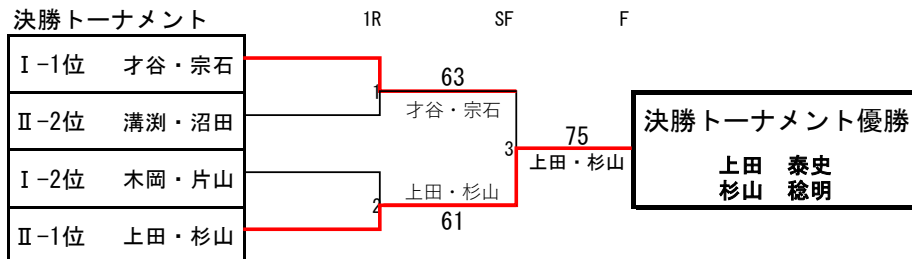 決勝トーナメント 1R SF F
Ⅰ-1位 才谷・宗石
63
1
才谷・宗石
Ⅱ-2位 溝渕・沼田
決勝トーナメント優勝
75
3
上田・杉山
上田 泰史
杉山 稔明
Ⅰ-2位 木岡・片山
上田・杉山
2
61
Ⅱ-1位 上田・杉山